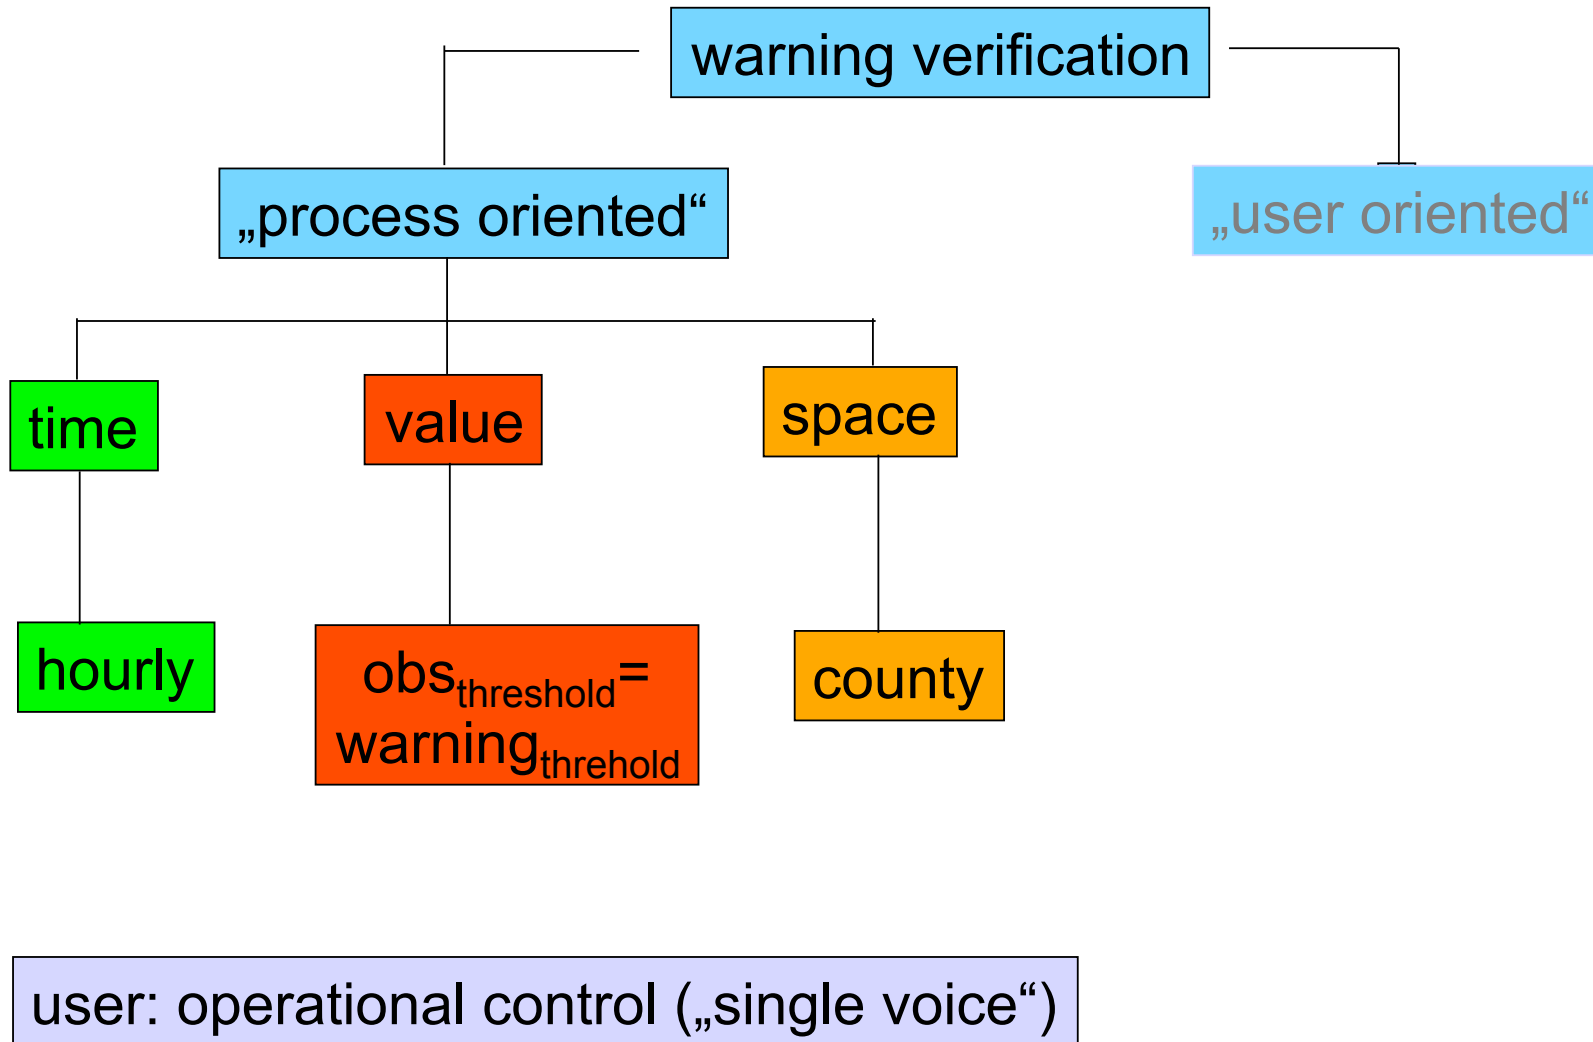 warning verification
„process oriented“
„user oriented“
time
value
space
hourly
obsthreshold=
warningthrehold
county
user: operational control („single voice“)